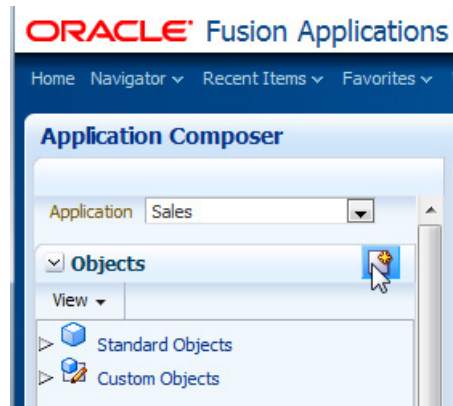 ORACLE® Fusion Applications
Home Navigator Recent Items Favorites
Application Composer
Application Sales
Objects
View
Standard Objects
Custom Objects